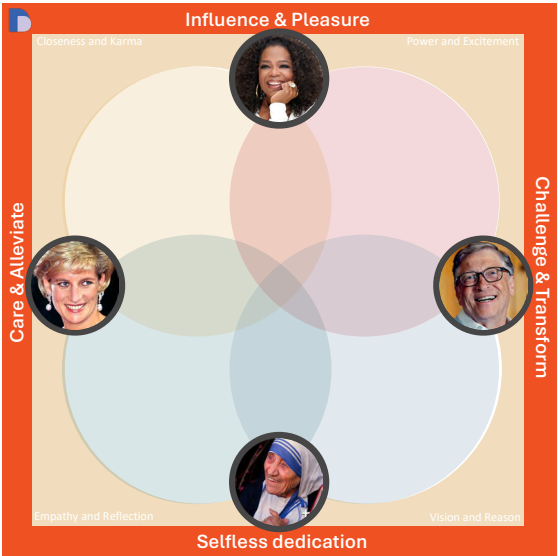 Influence & Pleasure
Closeness and Karma
Power and Excitement
Care & Alleviate
Challenge & Transform
Empathy and Reflection
Vision and Reason
Selfless dedication